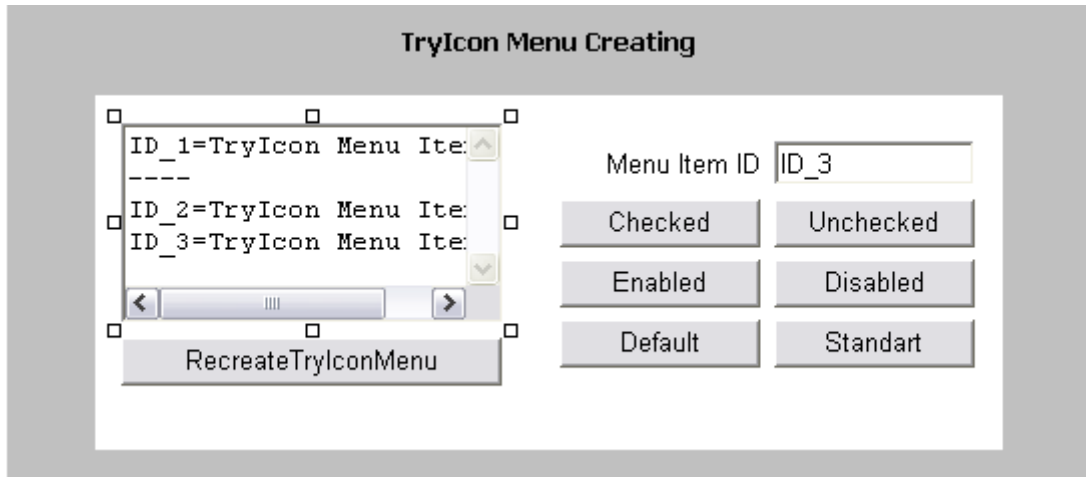 TryIcon Menu Creating
ID_1=TryIcon Menu Ite
----
ID_2=TryIcon Menu Ite
ID_3=TryIcon Menu Ite
RecreateTryIconMenu
Menu Item ID ID_3
Checked Unchecked
Enabled Disabled
Default Standart